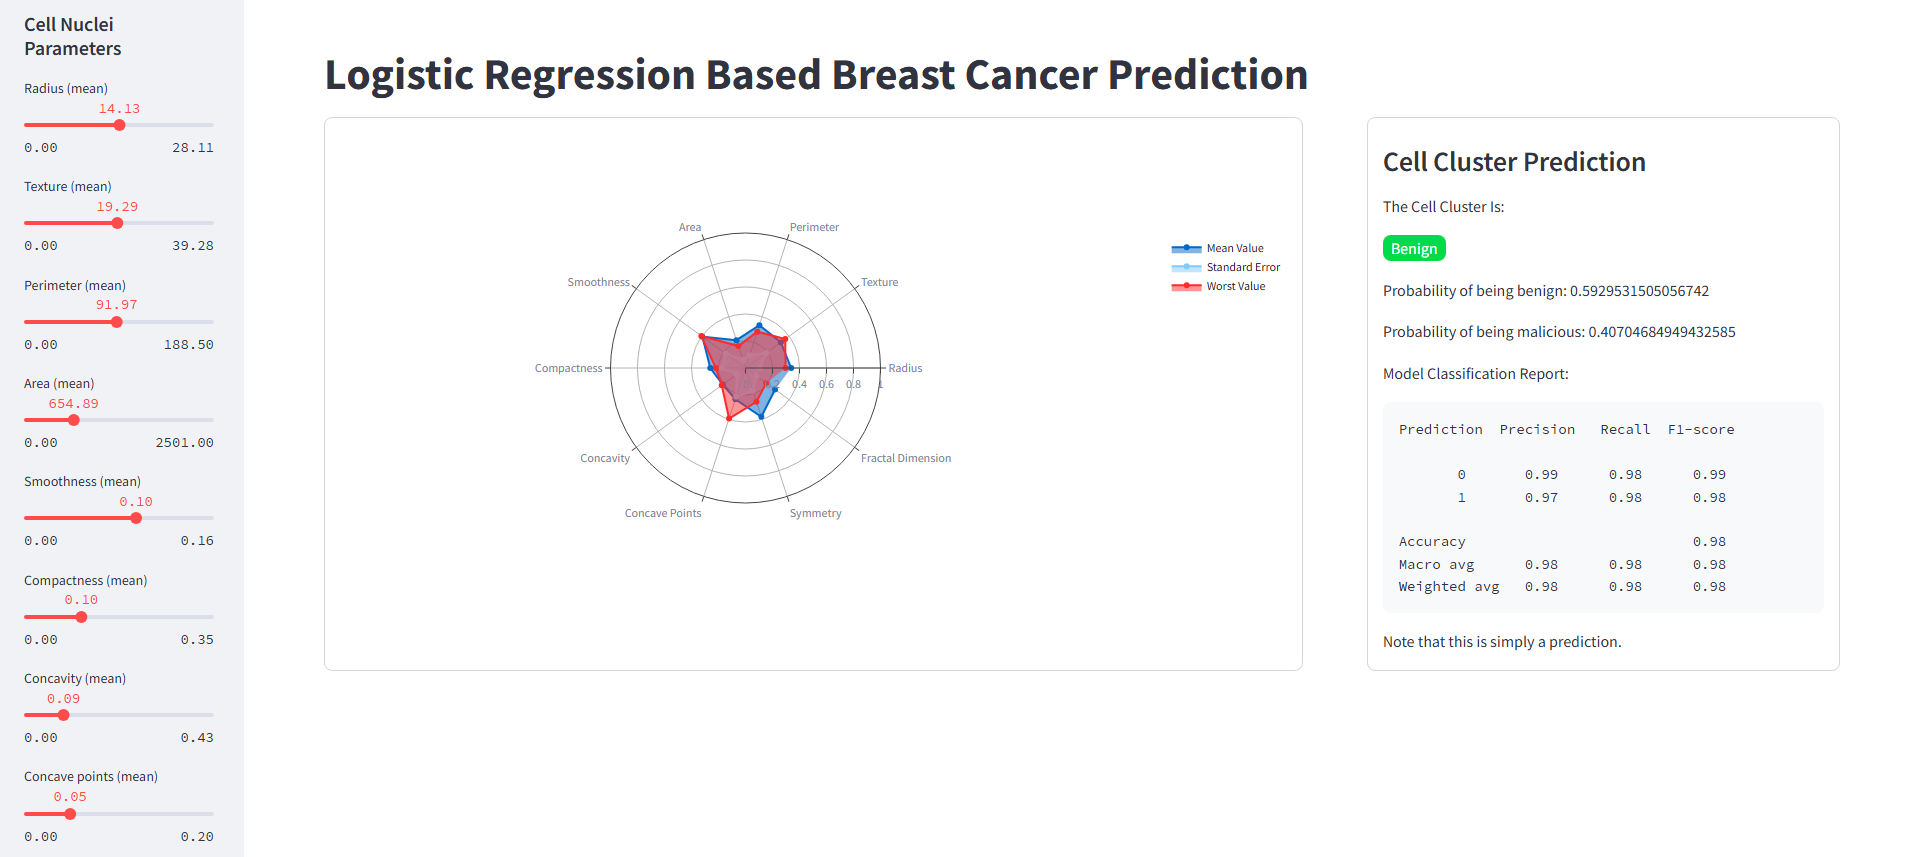 Cell Nuclei
Parameters
Radius (mean)
14.13
0.00 28.11
Texture (mean)
19.29
0.00 39.28
Perimeter (mean)
91.97
0.00 188.50
Area (mean)
654.89
0.00 2501.00
Smoothness (mean)
0.10
0.00 0.16
Compactness (mean)
0.10
0.00 0.35
Concavity (mean)
0.09
0.00 0.43
Concave points (mean)
0.05
0.00 0.20
Logistic Regression Based Breast Cancer Prediction
Area Perimeter
Smoothness Texture
Compactness Radius
0.4 0.6 0.8 1
Concavity Fractal Dimension
Concave Points Symmetry
Mean Value
Standard Error
Worst Value
Cell Cluster Prediction
The Cell Cluster Is:
Benign
Probability of being benign: 0.5929531505056742
Probability of being malicious: 0.40704684949432585
Model Classification Report:
Prediction Precision Recall F1-score
0 0.99 0.98 0.99
1 0.97 0.98 0.98
Accuracy 0.98
Macro avg 0.98 0.98 0.98
Weighted avg 0.98 0.98 0.98
Note that this is simply a prediction.